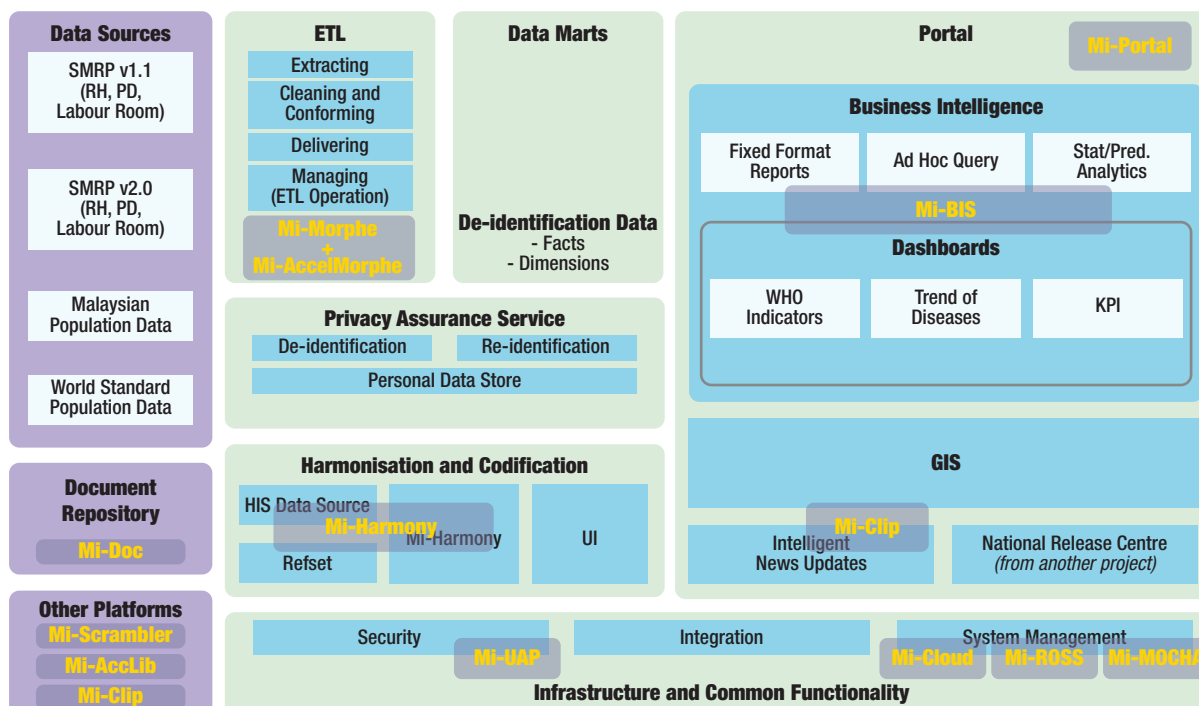 Data Sources
SMRP v1.1
(RH, PD,
Labour Room)
SMRP v2.0
(RH, PD,
Labour Room)
Malaysian
Population Data
World Standard
Population Data
Document
Repository
Mi-Doc
Other Platforms
Mi-Scrambler
Mi-AccLib
Mi-Clip
ETL
Extracting
Cleaning and
Conforming
Delivering
Managing
(ETL Operation)
Mi-Morphe
+
Mi-AccelMorphe
Data Marts
De-identification Data
- Facts
- Dimensions
Privacy Assurance Service
De-identification
Re-identification
Personal Data Store
Harmonisation and Codification
HIS Data Source
Mi-Harmony
Mi-Harmony
Refset
UI
Portal
Mi-Portal
Business Intelligence
Fixed Format
Reports
Ad Hoc Query
Stat/Pred.
Analytics
Mi-BIS
Dashboards
WHO
Indicators
Trend of
Diseases
KPI
GIS
Mi-Clip
Intelligent
News Updates
National Release Centre
(from another project)
Security
Integration
System Management
Mi-UAP
Mi-Cloud
Mi-ROSS
Mi-MOCHA
Infrastructure and Common Functionality